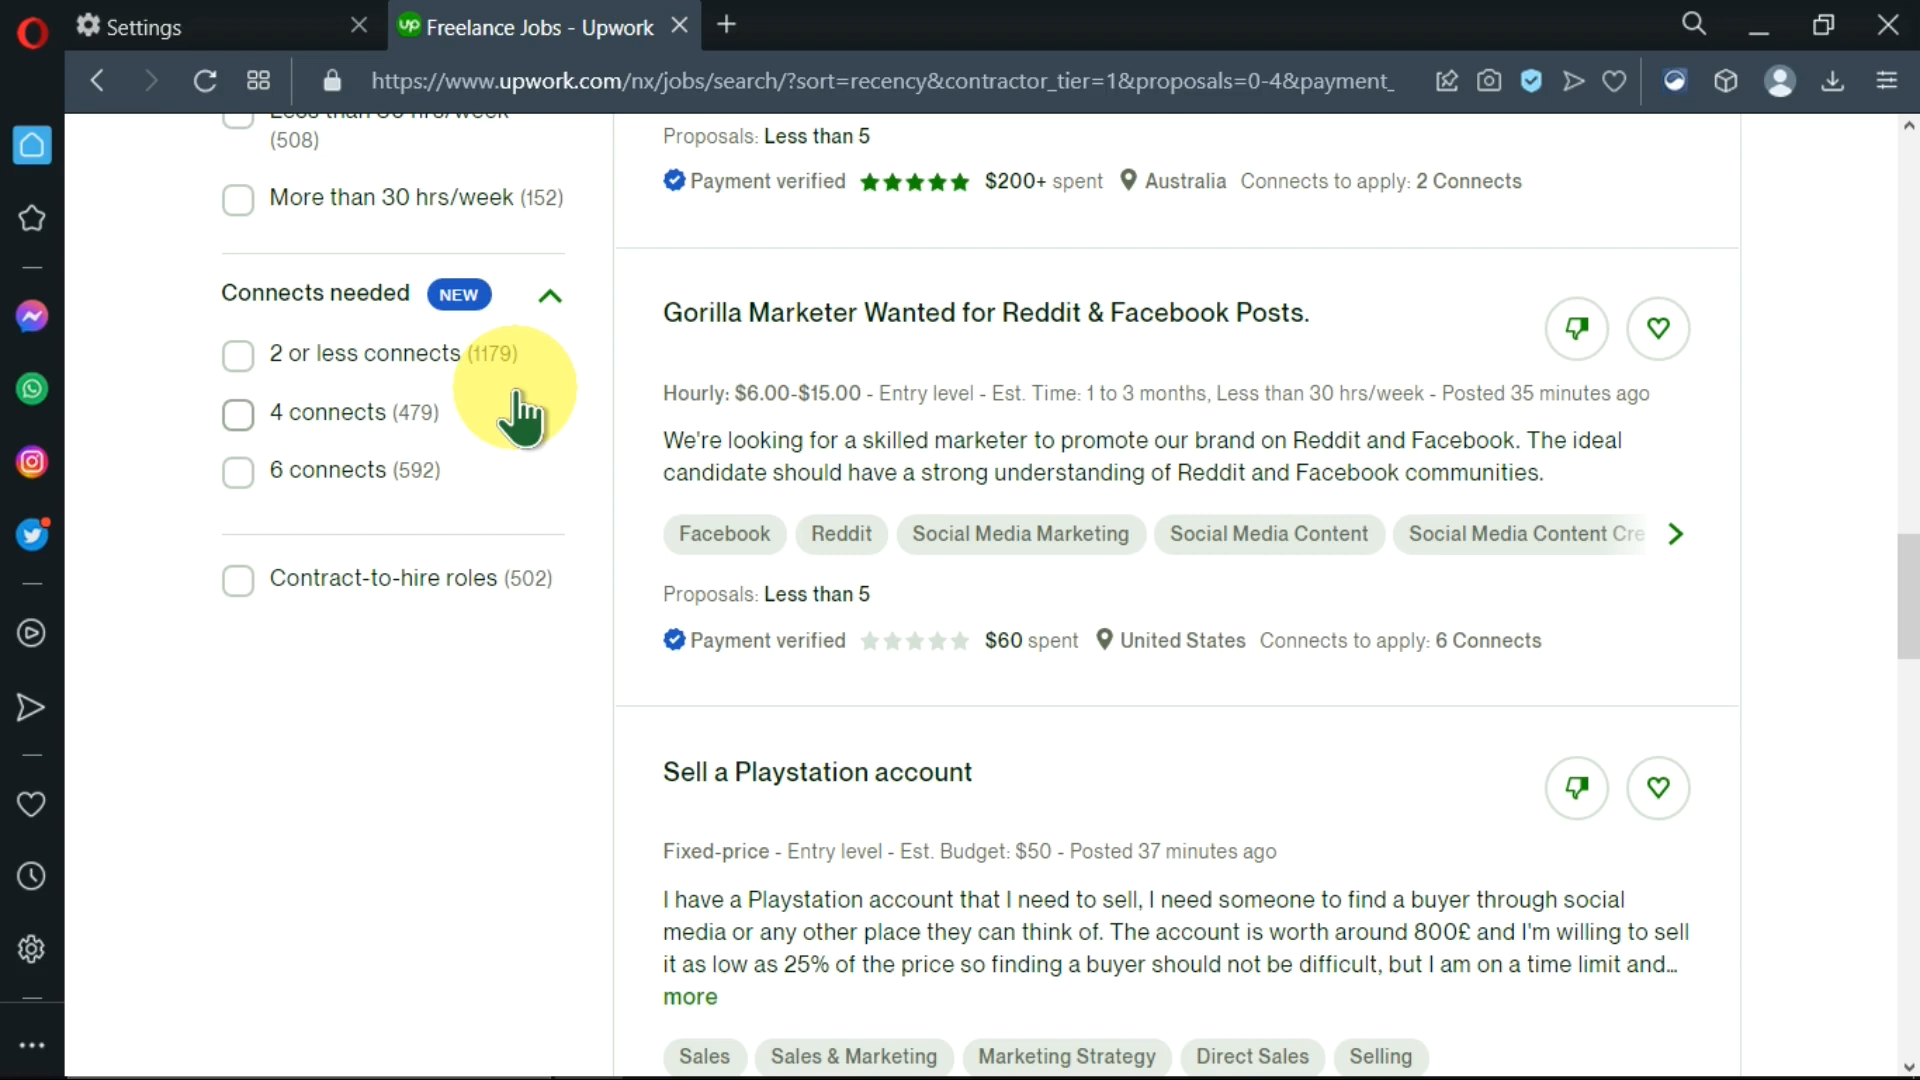 Settings
up Freelance Jobs - Upwork
https://www.upwork.com/nx/jobs/search/?sort=recency&contractor_tier=1&proposals=0-4&payment_
(508)
More than 30 hrs/week (152)
Connects needed NEW
2 or less connects (1179)
4 connects (479)
6 connects (592)
Contract-to-hire roles (502)
Proposals: Less than 5
Payment verified $200+ spent Australia Connects to apply: 2 Connects
Gorilla Marketer Wanted for Reddit & Facebook Posts.
Hourly: $6.00-$15.00 - Entry level - Est. Time: 1 to 3 months, Less than 30 hrs/week - Posted 35 minutes ago
We're looking for a skilled marketer to promote our brand on Reddit and Facebook. The ideal
candidate should have a strong understanding of Reddit and Facebook communities.
Facebook Reddit Social Media Marketing Social Media Content Social Media Content Cre
Proposals: Less than 5
Payment verified $60 spent United States Connects to apply: 6 Connects
Sell a Playstation account
Fixed-price - Entry level - Est. Budget: $50 - Posted 37 minutes ago
I have a Playstation account that I need to sell, I need someone to find a buyer through social
media or any other place they can think of. The account is worth around 800£ and I'm willing to sell
it as low as 25% of the price so finding a buyer should not be difficult, but I am on a time limit and...
more
Sales Sales & Marketing Marketing Strategy Direct Sales Selling